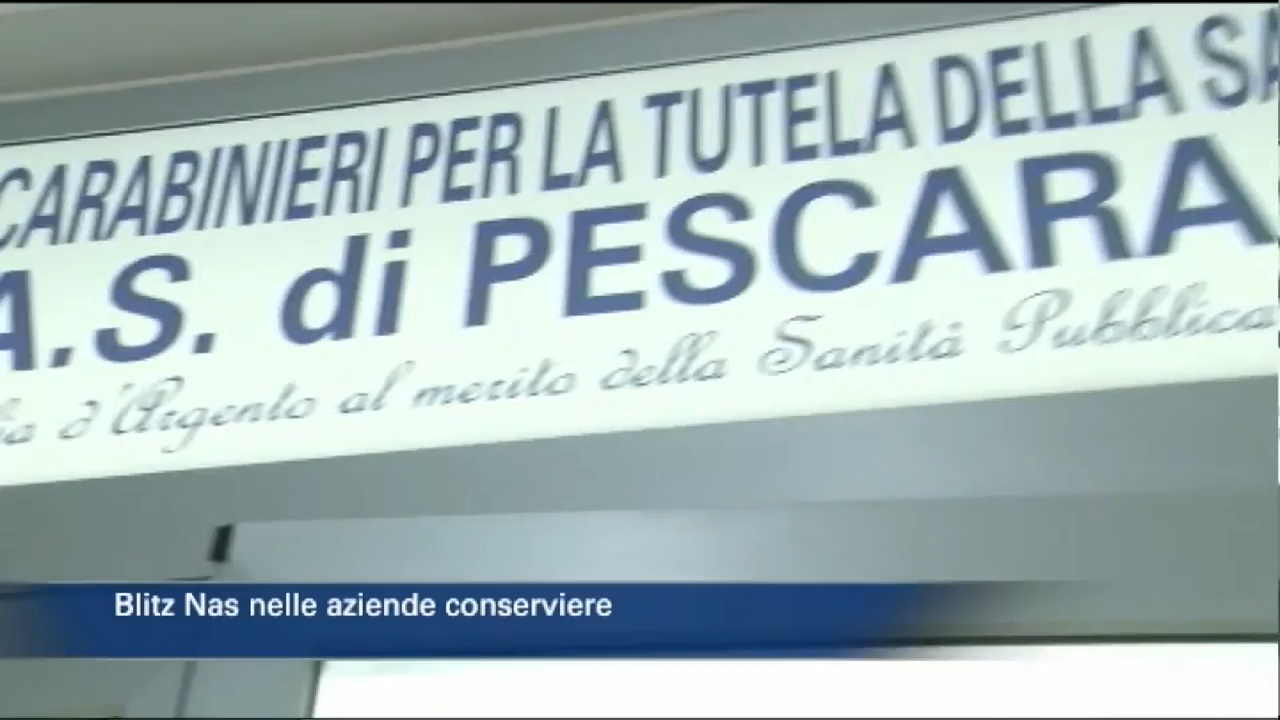 CARABINIERI PER LA TUTELA DELLA SA
A.S. di PESCARA
d'Argento al merito della Sanità Pubblica
Blitz Nas nelle aziende conserviere